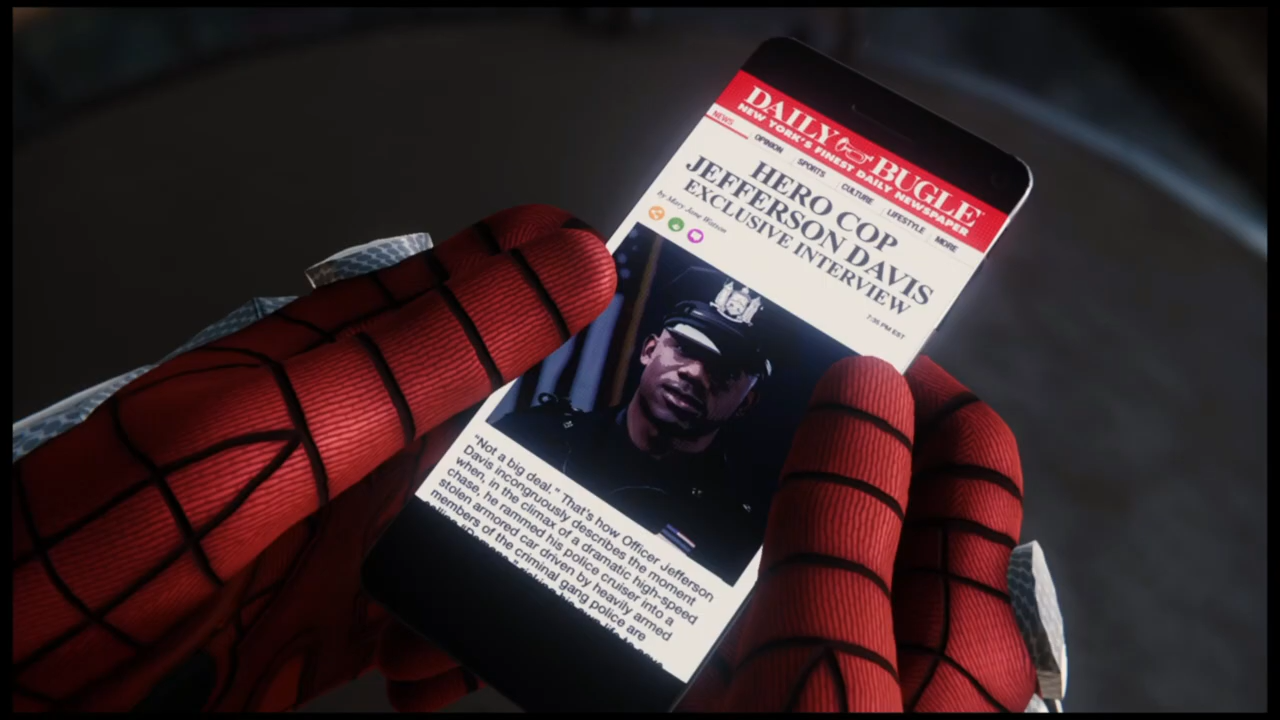 DAILY BUGLE
NEW YORK'S FINEST DAILY NEWSPAPER
NEWS OPINION SPORTS CULTURE LIFESTYLE MORE
HERO COP
JEFFERSON DAVIS
EXCLUSIVE INTERVIEW
by Mary Jane Watson
7:36 PM EST
"Not a big deal." That's how Officer Jefferson
Davis incongruously describes the moment
when, in the climax of a dramatic high-speed
chase, he rammed his police cruiser into a
stolen armored car driven by heavily armed
members of the criminal gang police are